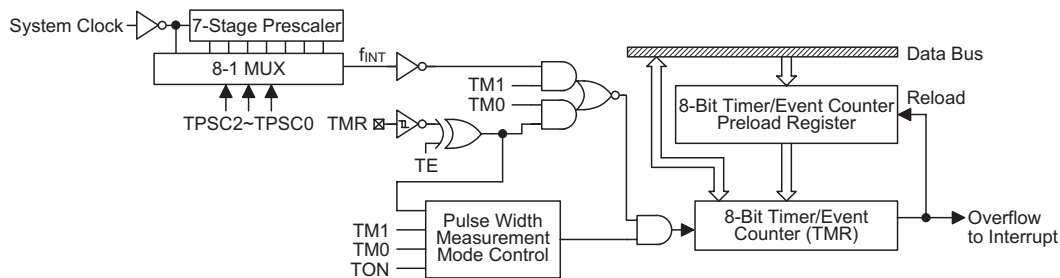 System Clock
7-Stage Prescaler
8-1 MUX
fINT
TPSC2~TPSC0
TMR
TE
TM1
TM0
Data Bus
8-Bit Timer/Event Counter
Preload Register
Reload
TM1
TM0
TON
Pulse Width
Measurement
Mode Control
8-Bit Timer/Event
Counter (TMR)
Overflow
to Interrupt